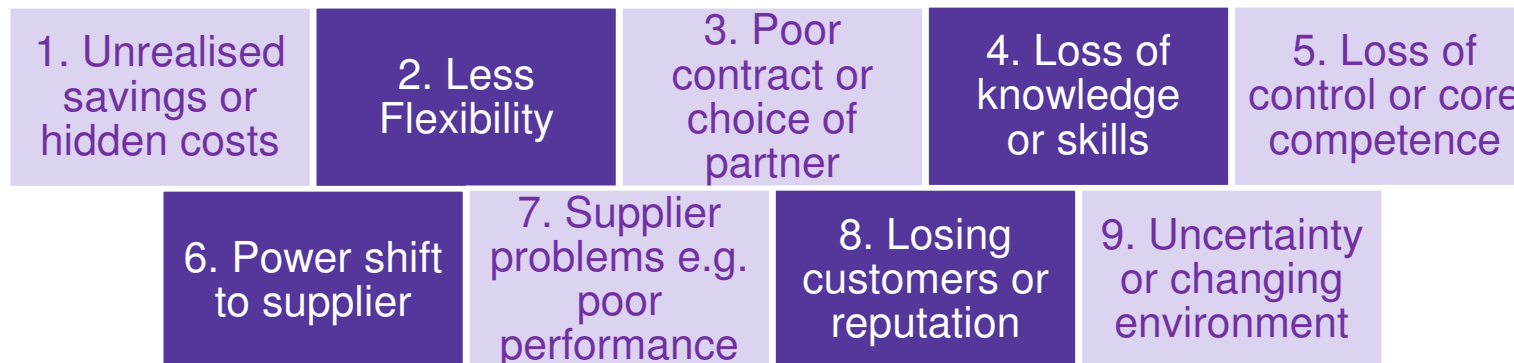 1. Unrealised
savings or
hidden costs
2. Less
Flexibility
3. Poor
contract or
choice of
partner
4. Loss of
knowledge
or skills
5. Loss of
control or core
competence
6. Power shift
to supplier
7. Supplier
problems e.g.
poor
performance
8. Losing
customers or
reputation
9. Uncertainty
or changing
environment